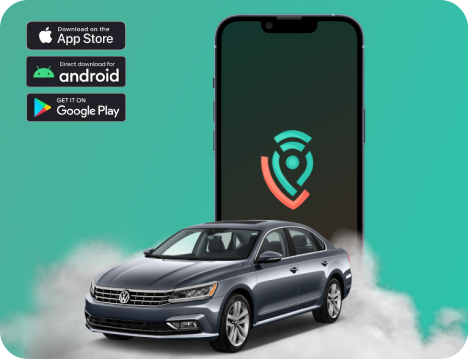 Download on the
App Store
Direct download for
android
GET IT ON
Google Play